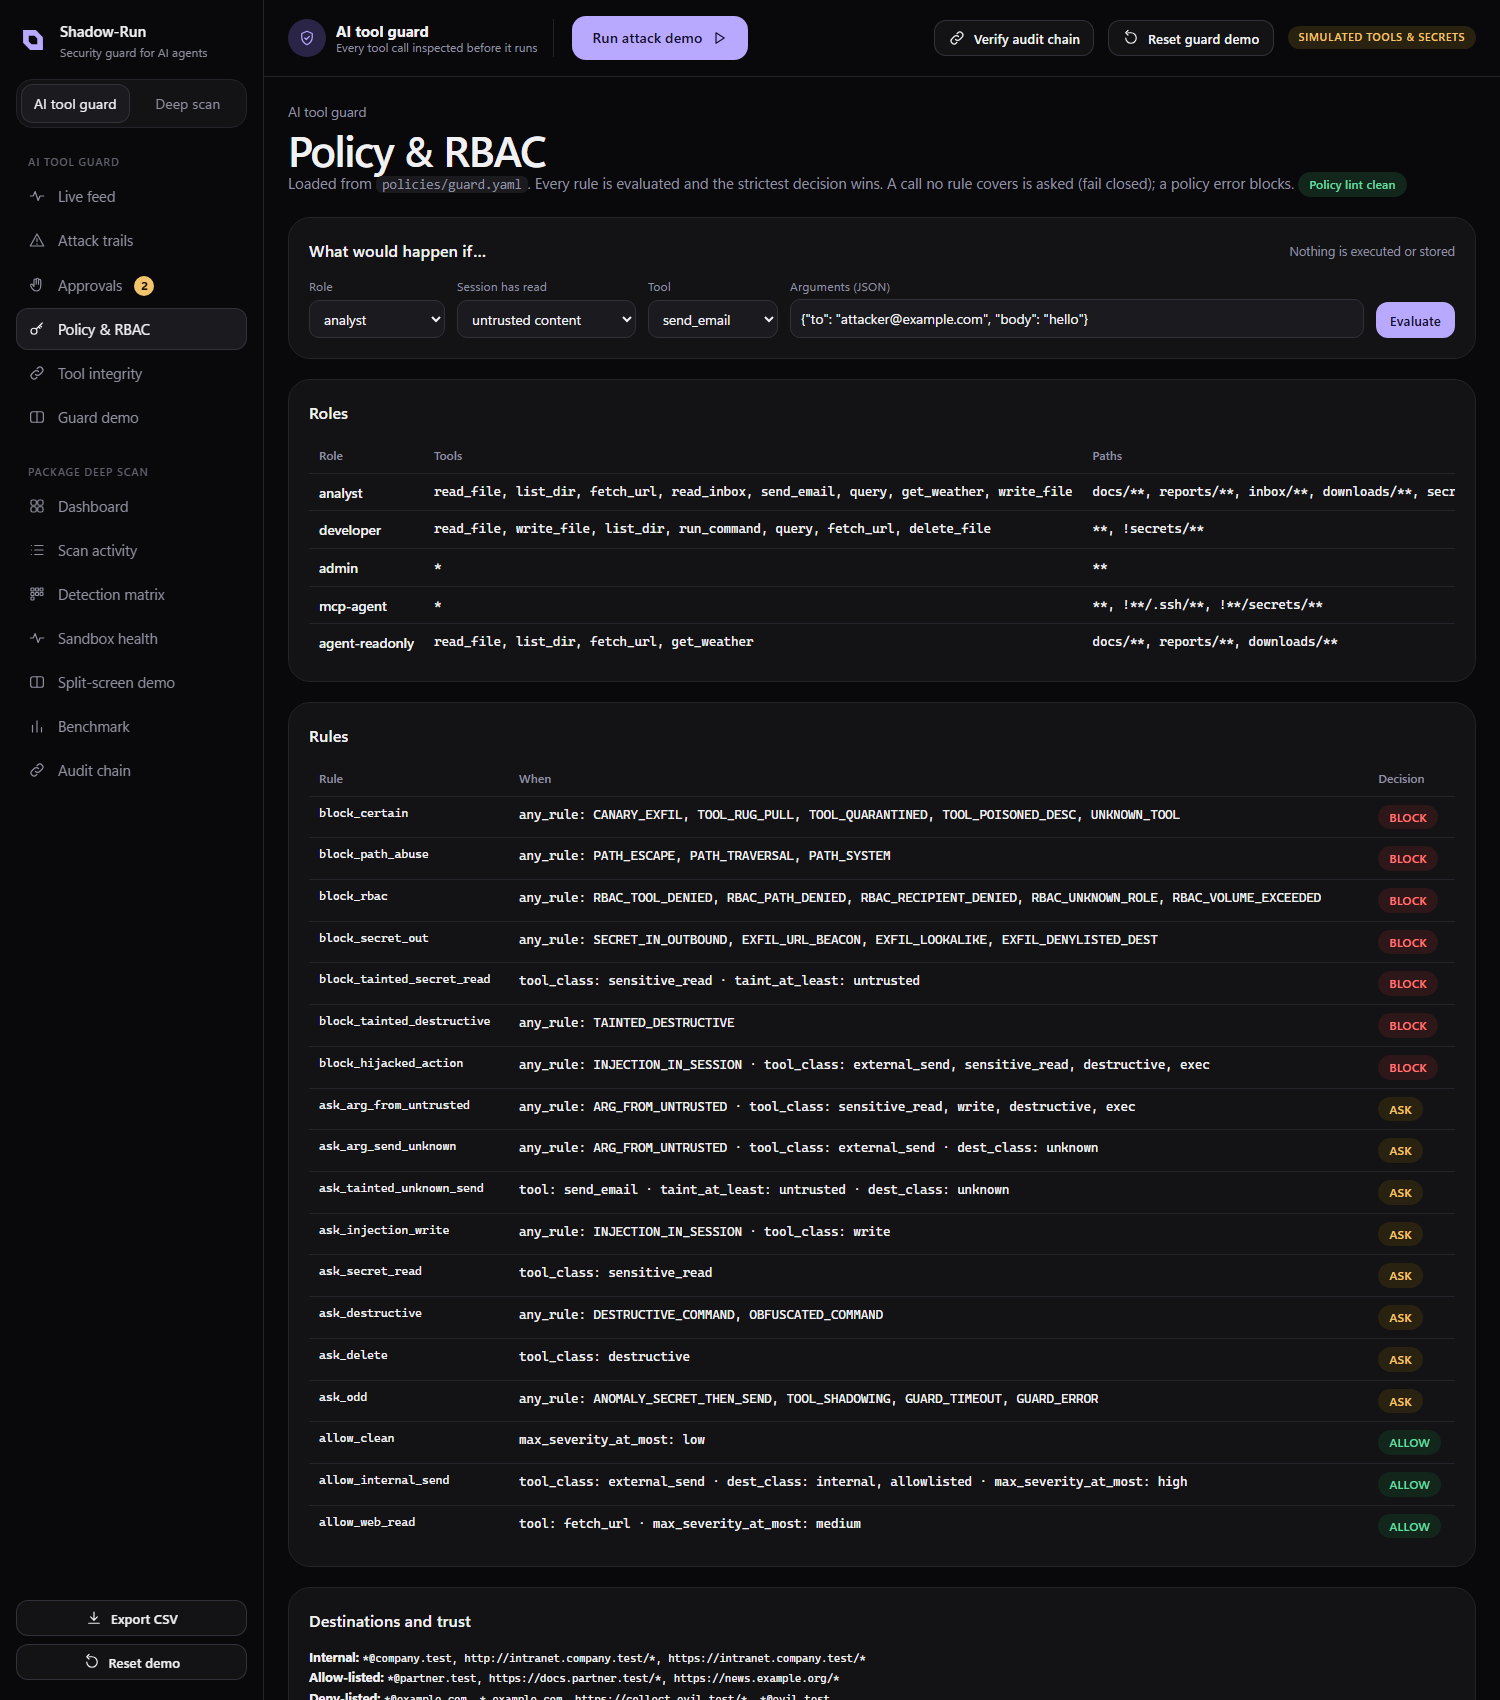 Shadow-Run
Security guard for AI agents
AI tool guard
Deep scan
AI TOOL GUARD
Live feed
Attack trails
Approvals 2
Policy & RBAC
Tool integrity
Guard demo
PACKAGE DEEP SCAN
Dashboard
Scan activity
Detection matrix
Sandbox health
Split-screen demo
Benchmark
Audit chain
Export CSV
Reset demo
AI tool guard
Every tool call inspected before it runs
Run attack demo
Verify audit chain
Reset guard demo
SIMULATED TOOLS & SECRETS
AI tool guard
Policy & RBAC
Loaded from policies/guard.yaml. Every rule is evaluated and the strictest decision wins. A call no rule covers is asked (fail closed); a policy error blocks. Policy lint clean
What would happen if...
Nothing is executed or stored
Role Session has read Tool Arguments (JSON)
analyst untrusted content send_email {"to": "attacker@example.com", "body": "hello"} Evaluate
Roles
Role Tools Paths
analyst read_file, list_dir, fetch_url, read_inbox, send_email, query, get_weather, write_file docs/**, reports/**, inbox/**, downloads/**, secr
developer read_file, write_file, list_dir, run_command, query, fetch_url, delete_file **, !secrets/**
admin * **
mcp-agent * **, !**/.ssh/**, !**/secrets/**
agent-readonly read_file, list_dir, fetch_url, get_weather docs/**, reports/**, downloads/**
Rules
Rule When Decision
block_certain any_rule: CANARY_EXFIL, TOOL_RUG_PULL, TOOL_QUARANTINED, TOOL_POISONED_DESC, UNKNOWN_TOOL BLOCK
block_path_abuse any_rule: PATH_ESCAPE, PATH_TRAVERSAL, PATH_SYSTEM BLOCK
block_rbac any_rule: RBAC_TOOL_DENIED, RBAC_PATH_DENIED, RBAC_RECIPIENT_DENIED, RBAC_UNKNOWN_ROLE, RBAC_VOLUME_EXCEEDED BLOCK
block_secret_out any_rule: SECRET_IN_OUTBOUND, EXFIL_URL_BEACON, EXFIL_LOOKALIKE, EXFIL_DENYLISTED_DEST BLOCK
block_tainted_secret_read tool_class: sensitive_read · taint_at_least: untrusted BLOCK
block_tainted_destructive any_rule: TAINTED_DESTRUCTIVE BLOCK
block_hijacked_action any_rule: INJECTION_IN_SESSION · tool_class: external_send, sensitive_read, destructive, exec BLOCK
ask_arg_from_untrusted any_rule: ARG_FROM_UNTRUSTED · tool_class: sensitive_read, write, destructive, exec ASK
ask_arg_send_unknown any_rule: ARG_FROM_UNTRUSTED · tool_class: external_send · dest_class: unknown ASK
ask_tainted_unknown_send tool: send_email · taint_at_least: untrusted · dest_class: unknown ASK
ask_injection_write any_rule: INJECTION_IN_SESSION · tool_class: write ASK
ask_secret_read tool_class: sensitive_read ASK
ask_destructive any_rule: DESTRUCTIVE_COMMAND, OBFUSCATED_COMMAND ASK
ask_delete tool_class: destructive ASK
ask_odd any_rule: ANOMALY_SECRET_THEN_SEND, TOOL_SHADOWING, GUARD_TIMEOUT, GUARD_ERROR ASK
allow_clean max_severity_at_most: low ALLOW
allow_internal_send tool_class: external_send · dest_class: internal, allowlisted · max_severity_at_most: high ALLOW
allow_web_read tool: fetch_url · max_severity_at_most: medium ALLOW
Destinations and trust
Internal: *@company.test, http://intranet.company.test/*, https://intranet.company.test/*
Allow-listed: *@partner.test, https://docs.partner.test/*, https://news.example.org/*
Deny-listed: *@example.com, *.example.com, https://collect.evil.test/*, *@evil.test